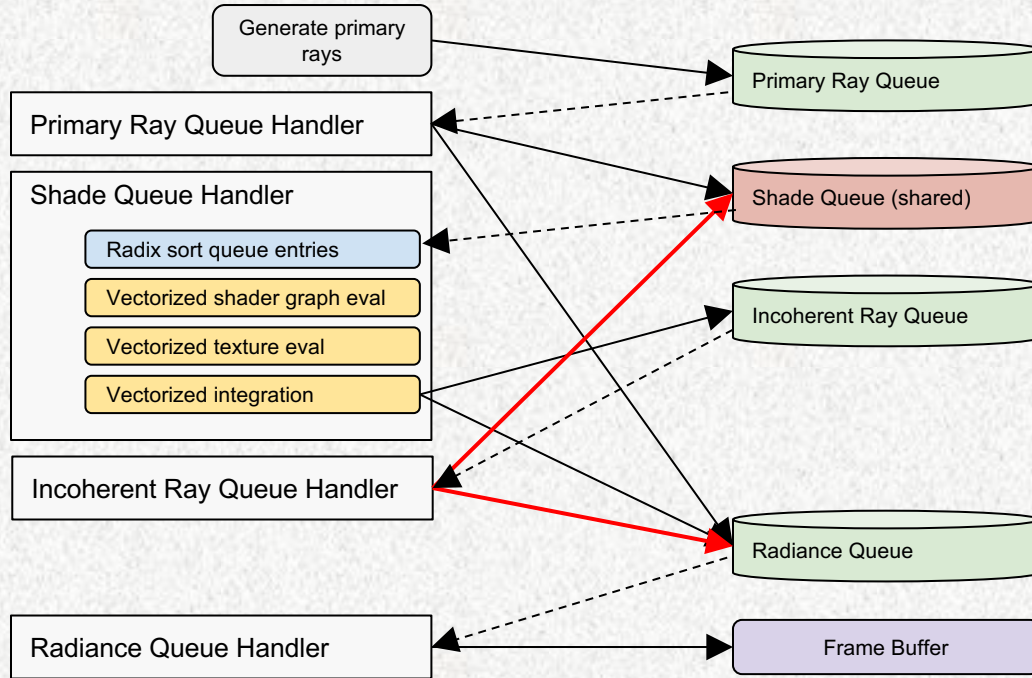 Generate primary
rays
Primary Ray Queue
Primary Ray Queue Handler
Shade Queue Handler
Shade Queue (shared)
Radix sort queue entries
Vectorized shader graph eval
Incoherent Ray Queue
Vectorized texture eval
Vectorized integration
Incoherent Ray Queue Handler
Radiance Queue
Radiance Queue Handler
Frame Buffer